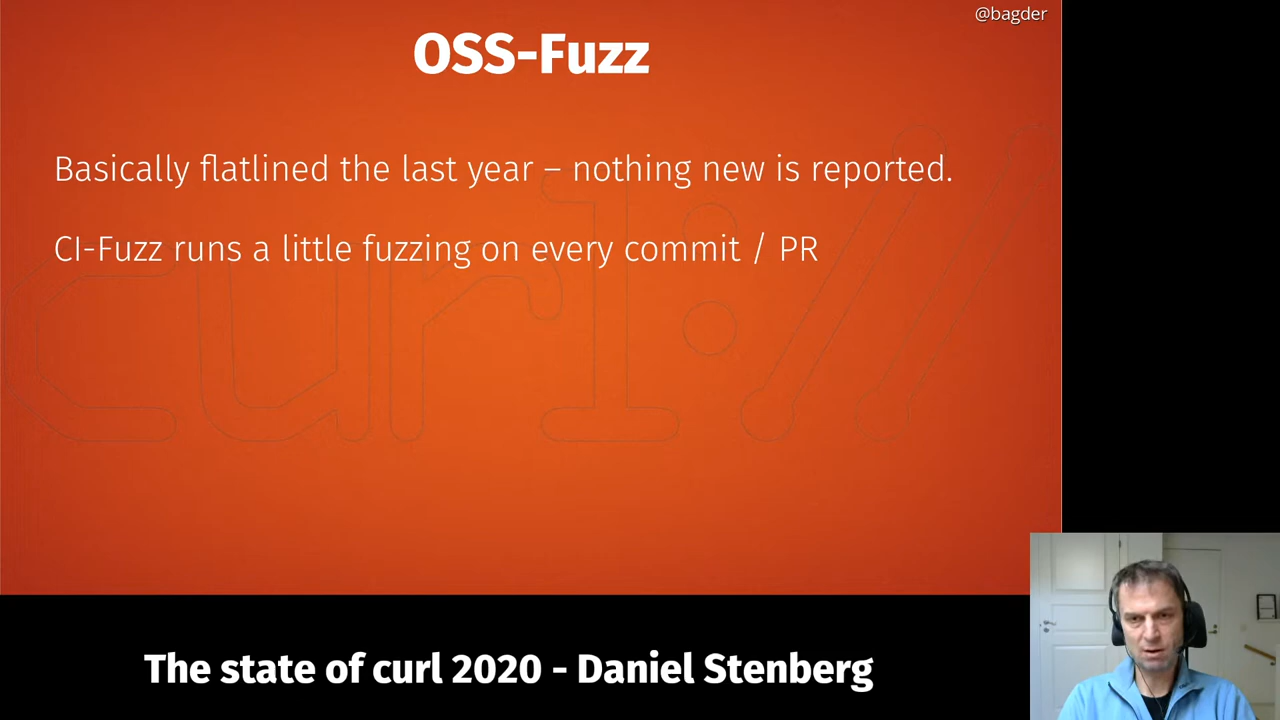 @bagder
OSS-Fuzz
Basically flatlined the last year – nothing new is reported.
CI-Fuzz runs a little fuzzing on every commit / PR
curl://
The state of curl 2020 - Daniel Stenberg